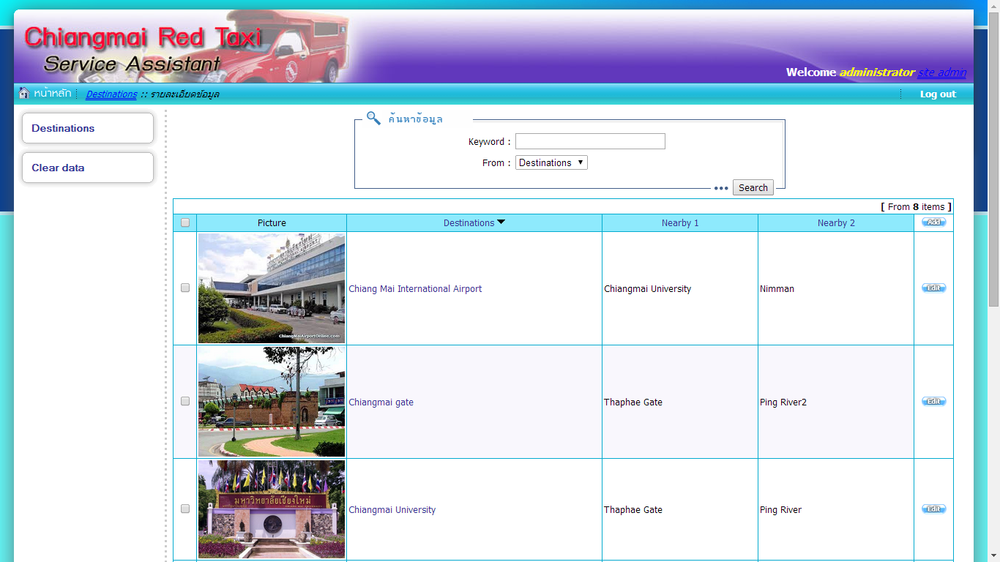 Chiangmai Red Taxi
Service Assistant
Welcome administrator site admin
หน้าหลัก
Destinations :: รายละเอียดข้อมูล
Log out
Destinations
Clear data
ค้นหาข้อมูล
Keyword :
From : Destinations
Search
[ From 8 items ]
Picture Destinations Nearby 1 Nearby 2 Add
ChiangMaiAirportOnline.com
Chiang Mai International Airport Chiangmai University Nimman Edit
Chiangmai gate Thaphae Gate Ping River2 Edit
มหาวิทยาลัยเชียงใหม่
Chiangmai University Thaphae Gate Ping River Edit